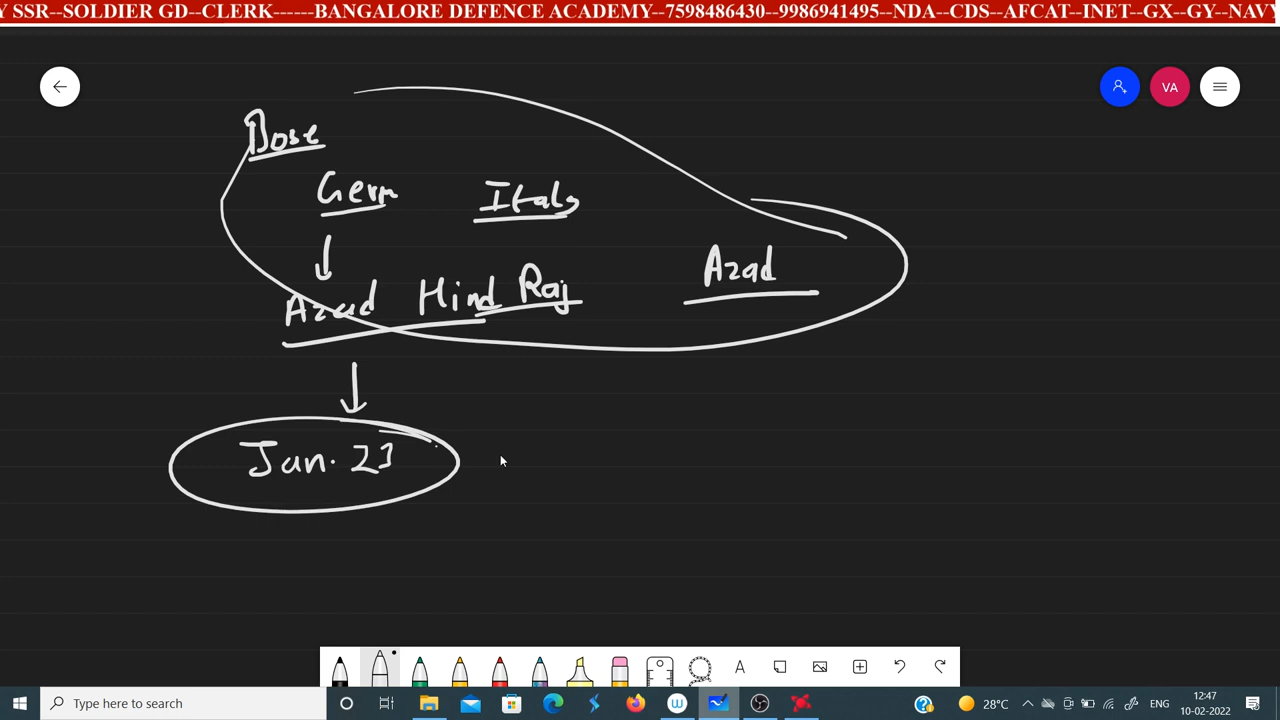 Y SSR--SOLDIER GD--CLERK------BANGALORE DEFENCE ACADEMY--7598486430--9986941495--NDA--CDS--AFCAT--INET--GX--GY--NAVY
VA
Bose
Germ Italy
Azad Hind Raj Azad
Jan. 23
A
Type here to search
28°C ENG 12:47
10-02-2022